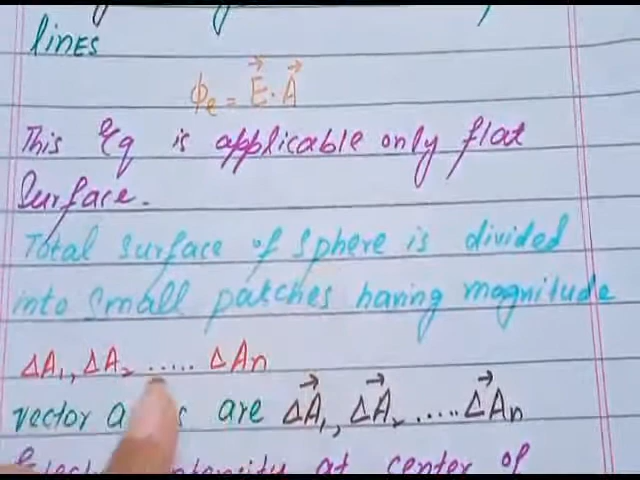 lines
ϕe = E⃗ . A⃗
This Eq is applicable only flat
Surface.
Total surface of sphere is divided
into small patches having magnitude
ΔA₁, ΔA₂ ..... ΔAn
vector are ΔA⃗₁, ΔA⃗₂ ..... ΔA⃗n
at center of